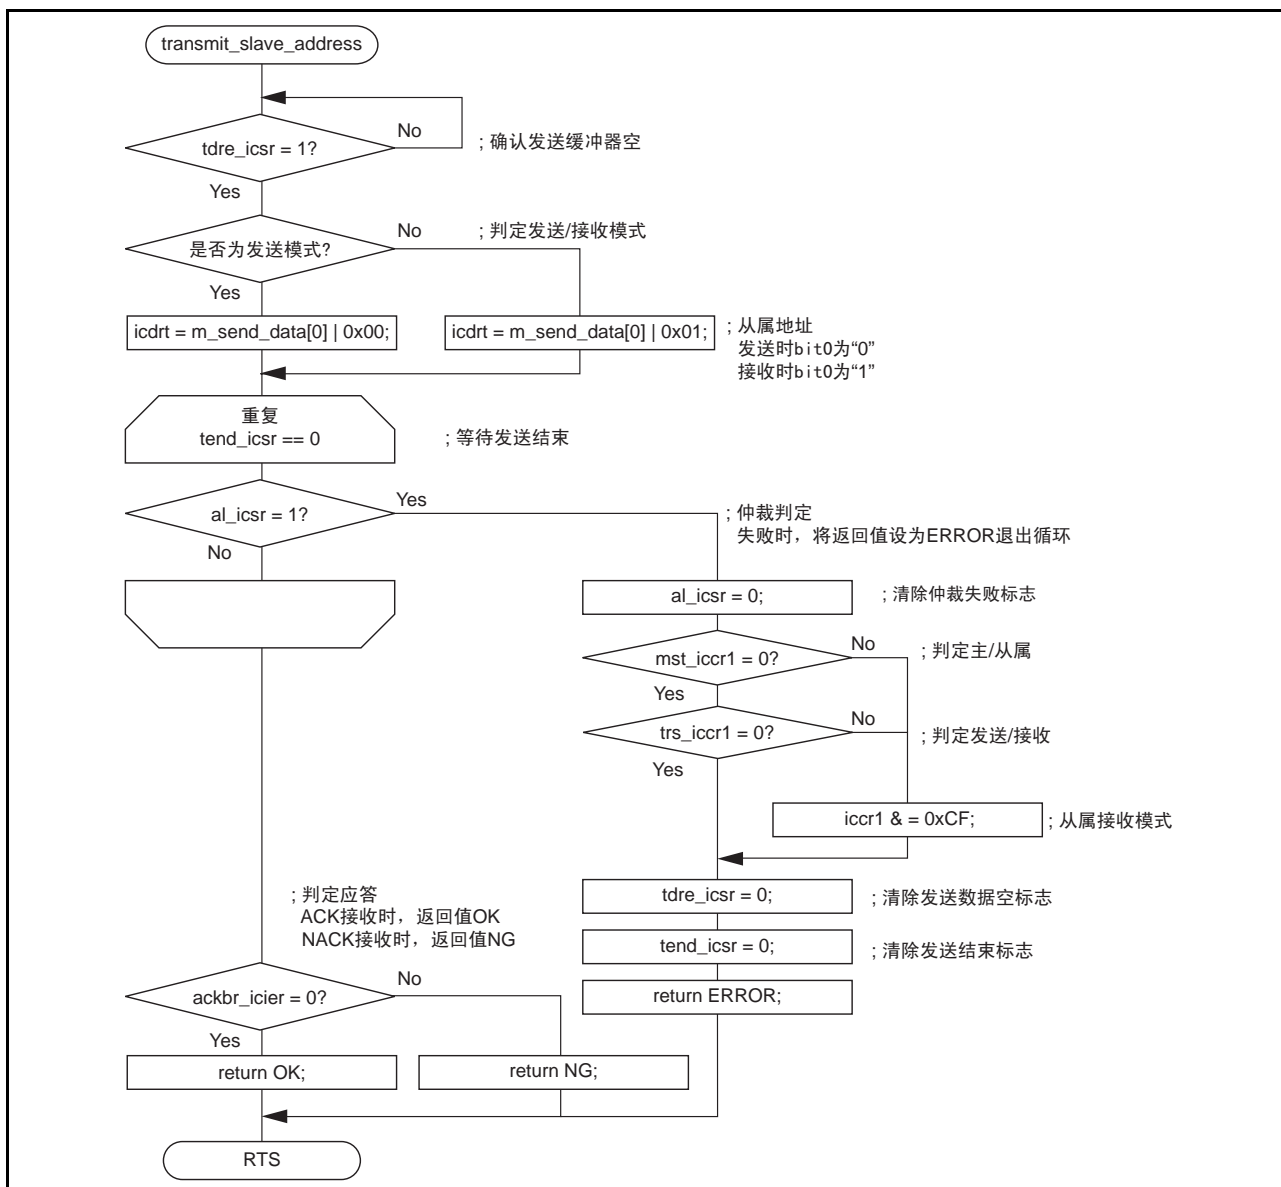 transmit_slave_address
No
tdre_icsr = 1?
; 确认发送缓冲器空
Yes
No
; 判定发送/接收模式
是否为发送模式?
Yes
icdrt = m_send_data[0] | 0x00;
icdrt = m_send_data[0] | 0x01;
; 从属地址
发送时bit0为“0”
接收时bit0为“1”
重复
tend_icsr == 0
; 等待发送结束
Yes
al_icsr = 1?
No
; 仲裁判定
失败时，将返回值设为ERROR退出循环
al_icsr = 0;
; 清除仲裁失败标志
No
mst_iccr1 = 0?
; 判定主/从属
Yes
No
trs_iccr1 = 0?
; 判定发送/接收
Yes
iccr1 & = 0xCF;
; 从属接收模式
tdre_icsr = 0;
; 清除发送数据空标志
; 判定应答
ACK接收时，返回值OK
NACK接收时，返回值NG
tend_icsr = 0;
; 清除发送结束标志
No
ackbr_icier = 0?
return ERROR;
Yes
return OK;
return NG;
RTS